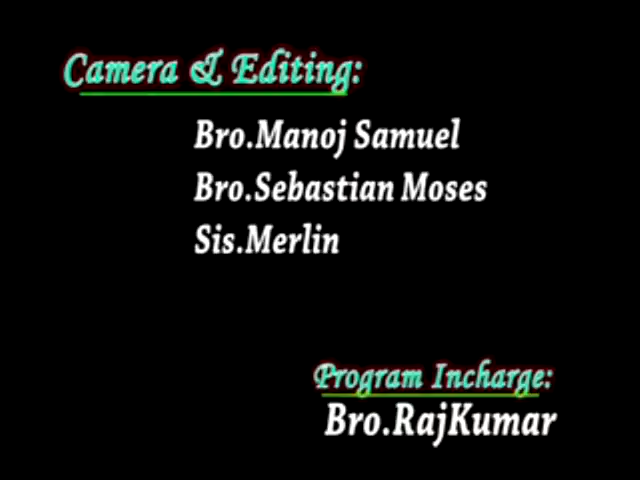 Camera & Editing:
Bro.Manoj Samuel
Bro.Sebastian Moses
Sis.Merlin
Program Incharge:
Bro.RajKumar